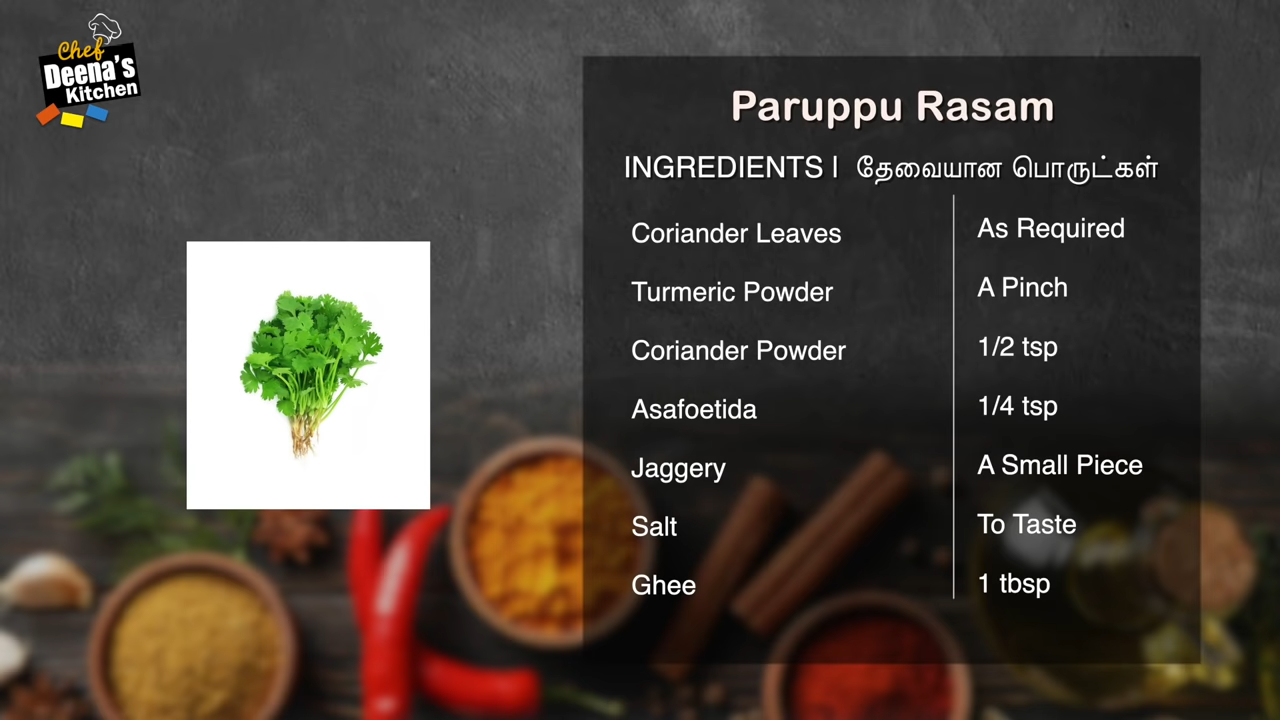 Chef
Deena's
Kitchen
Paruppu Rasam
INGREDIENTS | தேவையான பொருட்கள்
Coriander Leaves As Required
Turmeric Powder A Pinch
Coriander Powder 1/2 tsp
Asafoetida 1/4 tsp
Jaggery A Small Piece
Salt To Taste
Ghee 1 tbsp